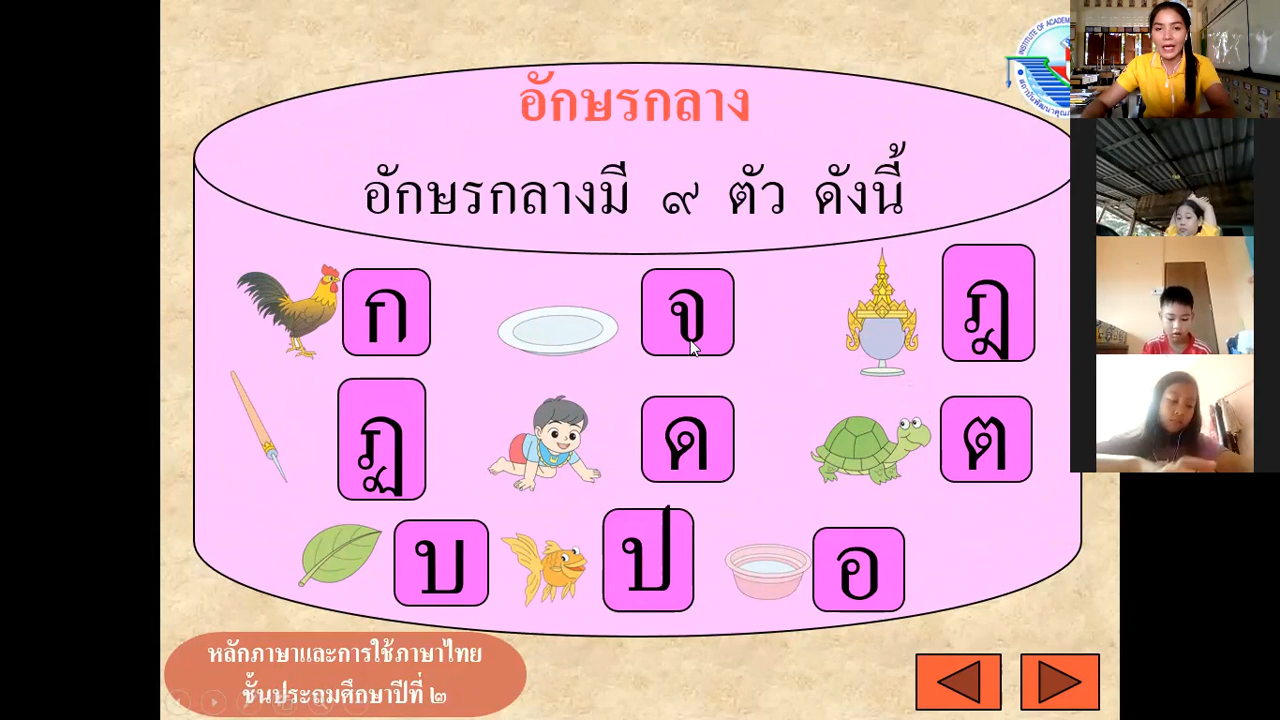 อักษรกลาง
อักษรกลางมี ๙ ตัว ดังนี้
ก จ ฎ
ฏ ด ต
บ ป อ
หลักภาษาและการใช้ภาษาไทย
ชั้นประถมศึกษาปีที่ ๒
INSTITUTE OF ACADEM